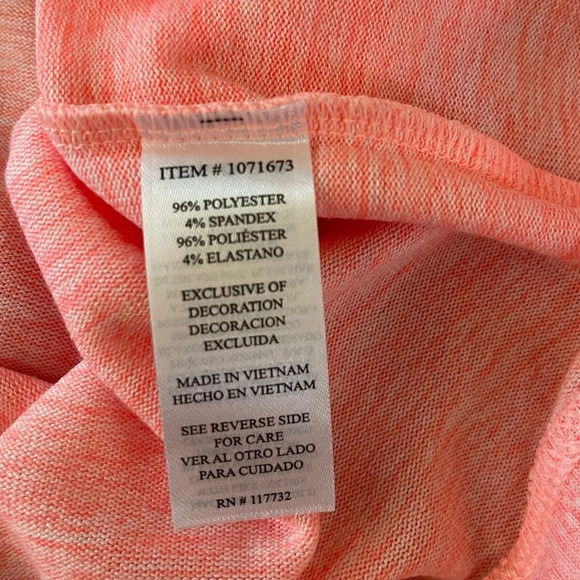 ITEM # 1071673
96% POLYESTER
4% SPANDEX
96% POLIÉSTER
4% ELASTANO
EXCLUSIVE OF
DECORATION
DECORACION
EXCLUIDA
MADE IN VIETNAM
HECHO EN VIETNAM
SEE REVERSE SIDE
FOR CARE
VER AL OTRO LADO
PARA CUIDADO
RN # 117732